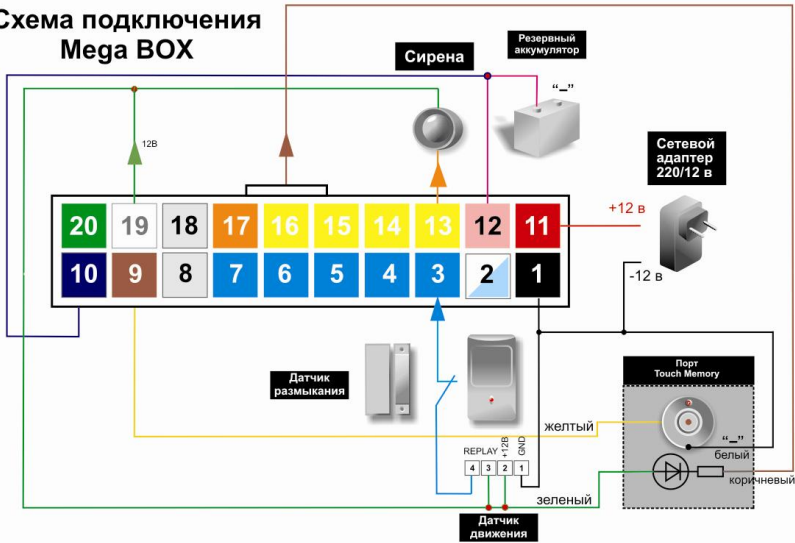 Схема подключения
Mega BOX
Сирена
Резервный
аккумулятор
“–”
12В
Сетевой
адаптер
220/12 в
+12 в
-12 в
20 19 18 17 16 15 14 13 12 11
10 9 8 7 6 5 4 3 2 1
Датчик
размыкания
Порт
Touch Memory
желтый
“–”
белый
коричневый
зеленый
REPLAY +12В GND
4 3 2 1
Датчик
движения